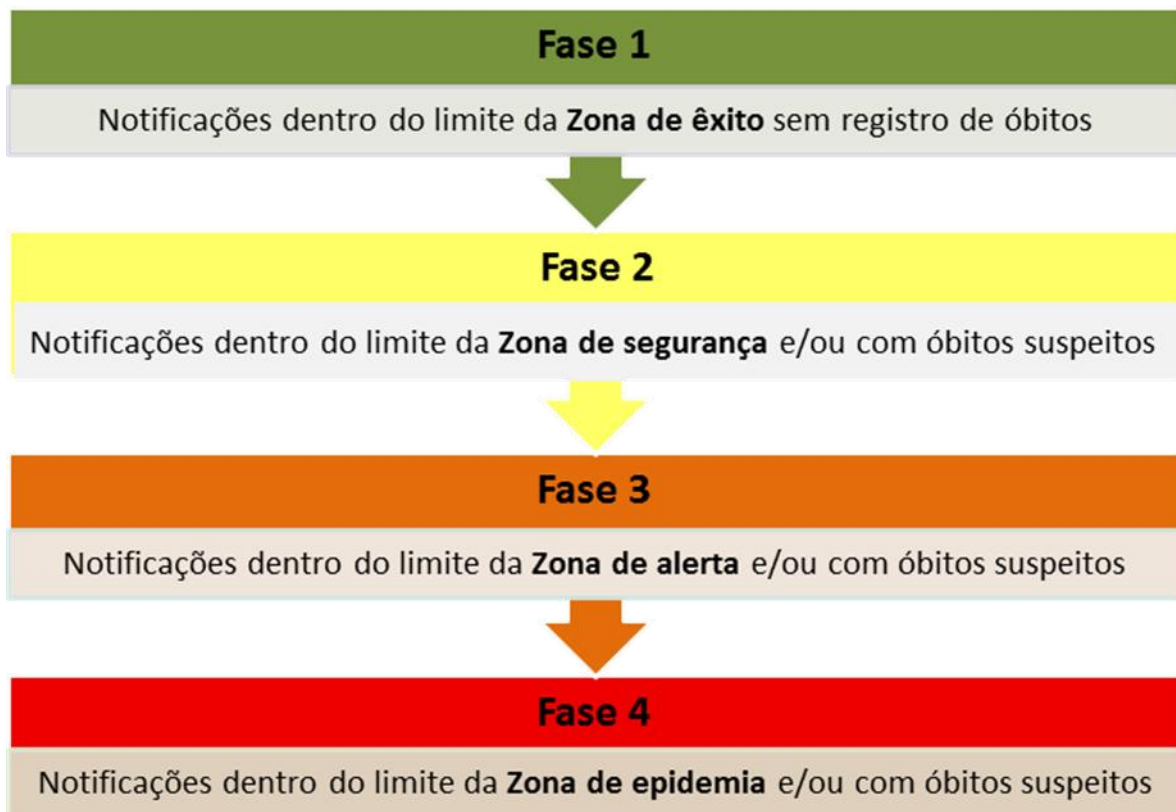 Fase 1
Notificações dentro do limite da Zona de êxito sem registro de óbitos
Fase 2
Notificações dentro do limite da Zona de segurança e/ou com óbitos suspeitos
Fase 3
Notificações dentro do limite da Zona de alerta e/ou com óbitos suspeitos
Fase 4
Notificações dentro do limite da Zona de epidemia e/ou com óbitos suspeitos